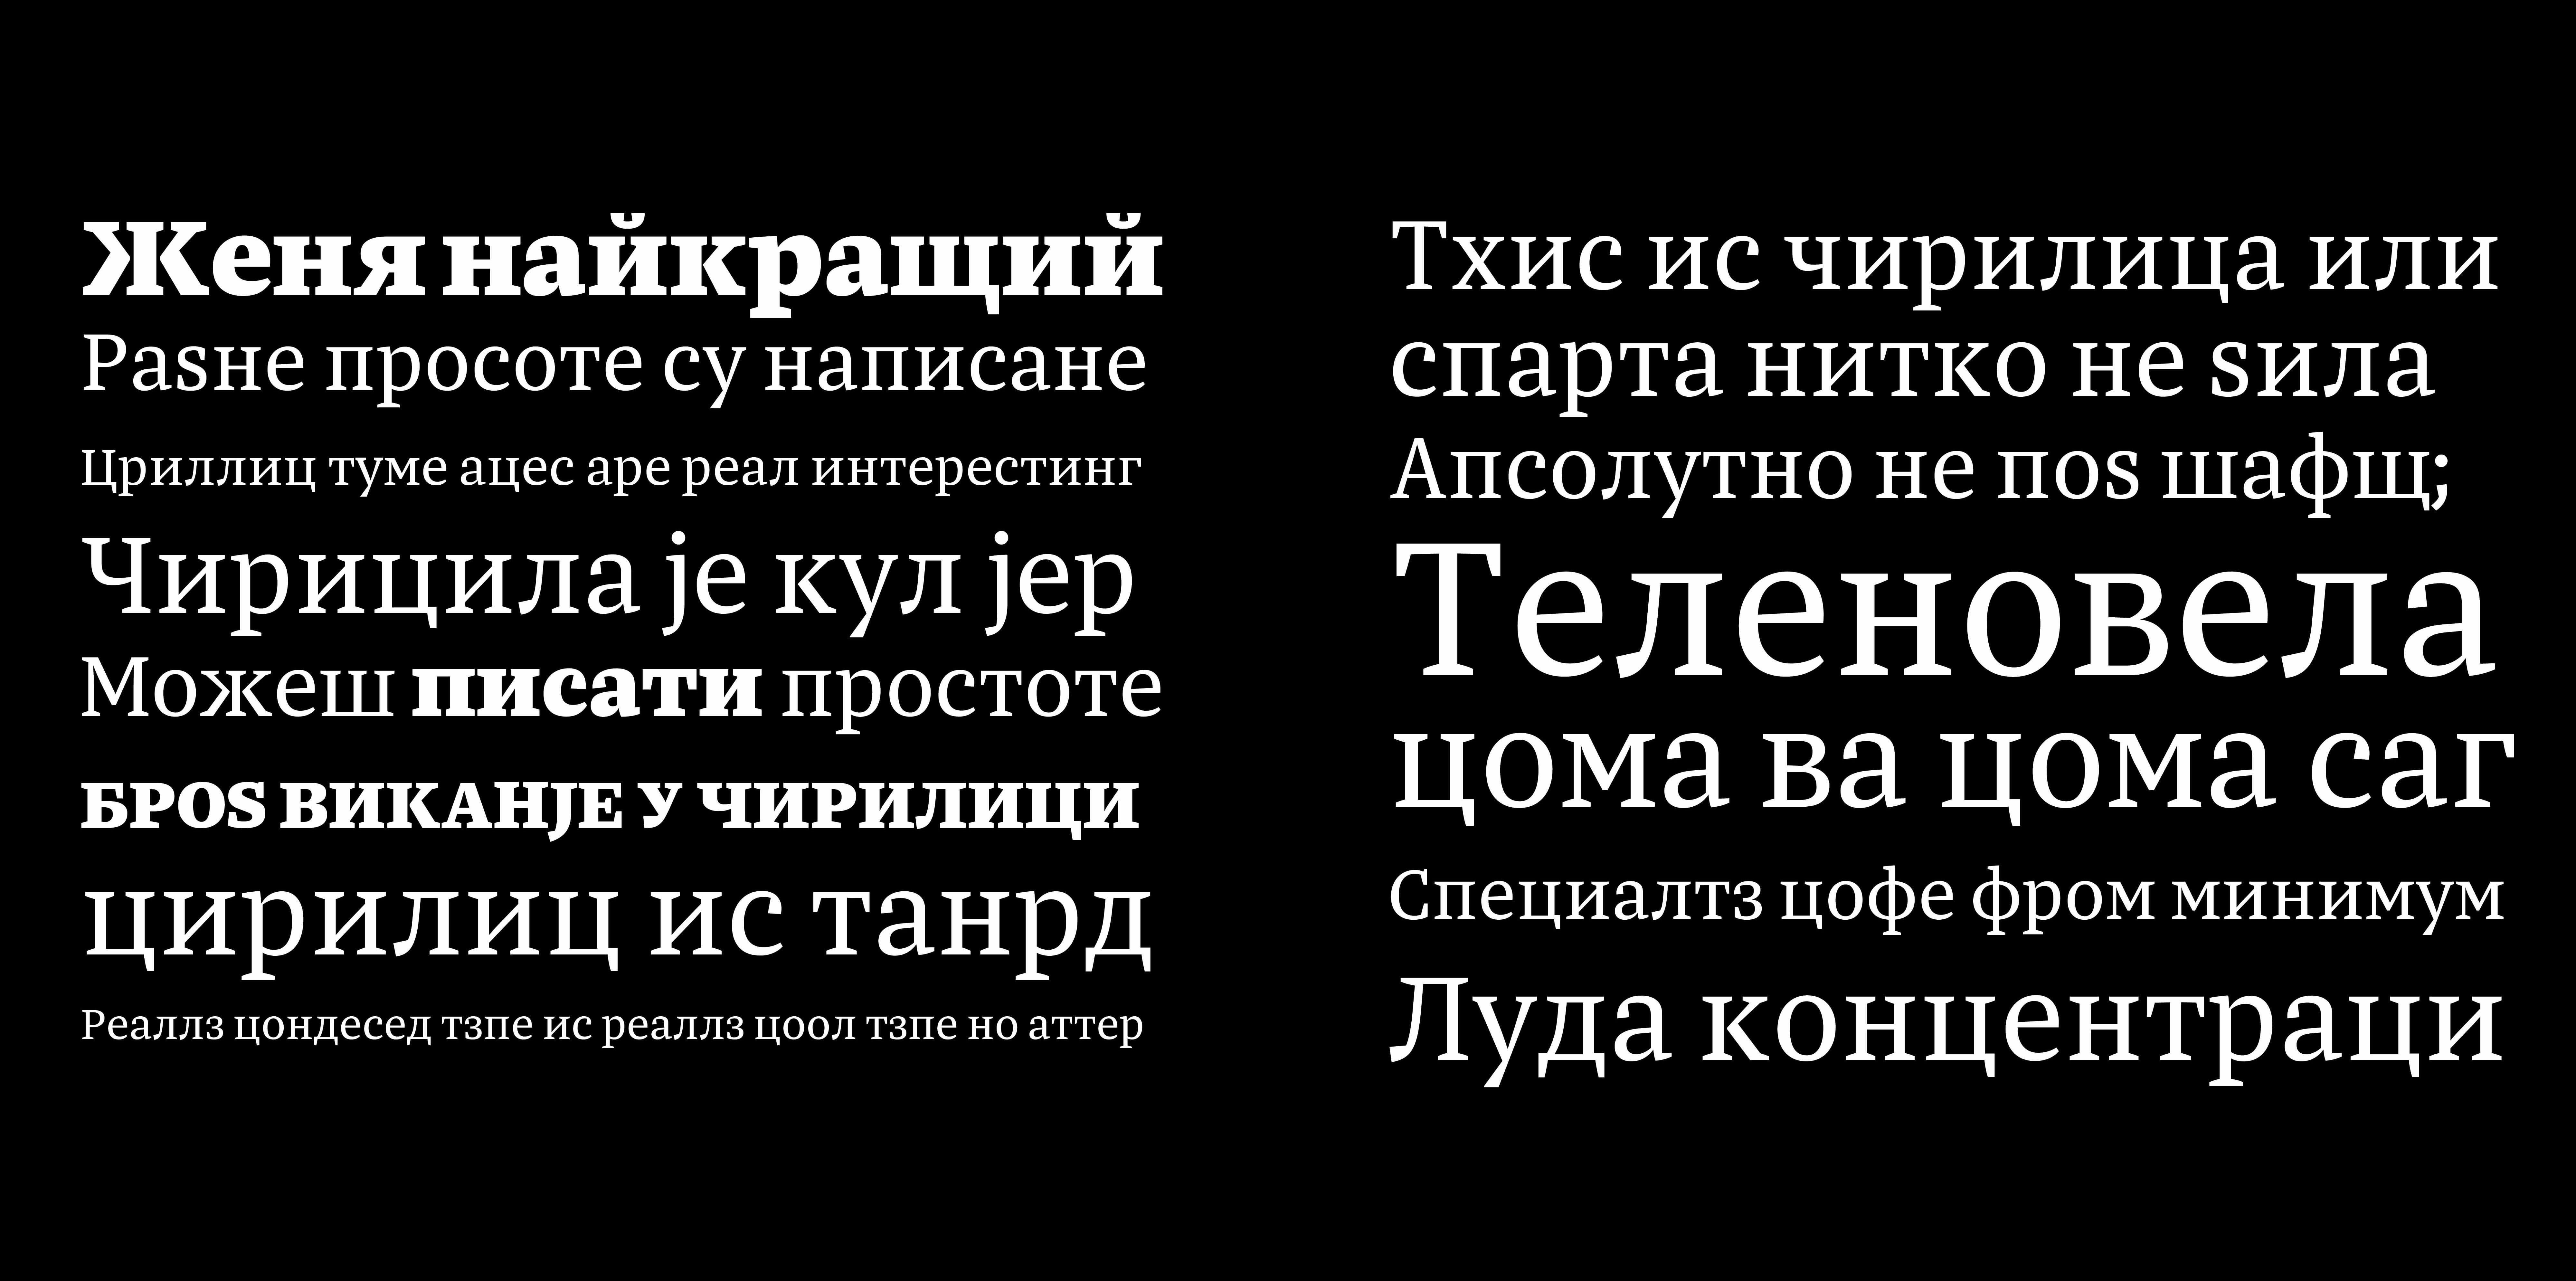 Женя найкращий
Раѕне просоте су написане
Цриллиц туме ацес аре реал интерестинг
Чирицила је кул јер
Можеш писати простоте
БРОЅ ВИКАНЈЕ У ЧИРИЛИЦИ
цирилиц ис танрд
Реаллз цондесед тзпе ис реаллз цоол тзпе но аттер
Тхис ис чирилица или
спарта нитко не ѕила
Апсолутно не поѕ шафщ;
Теленовела
цома ва цома саг
Специалтз цофе фром минимум
Луда концентраци